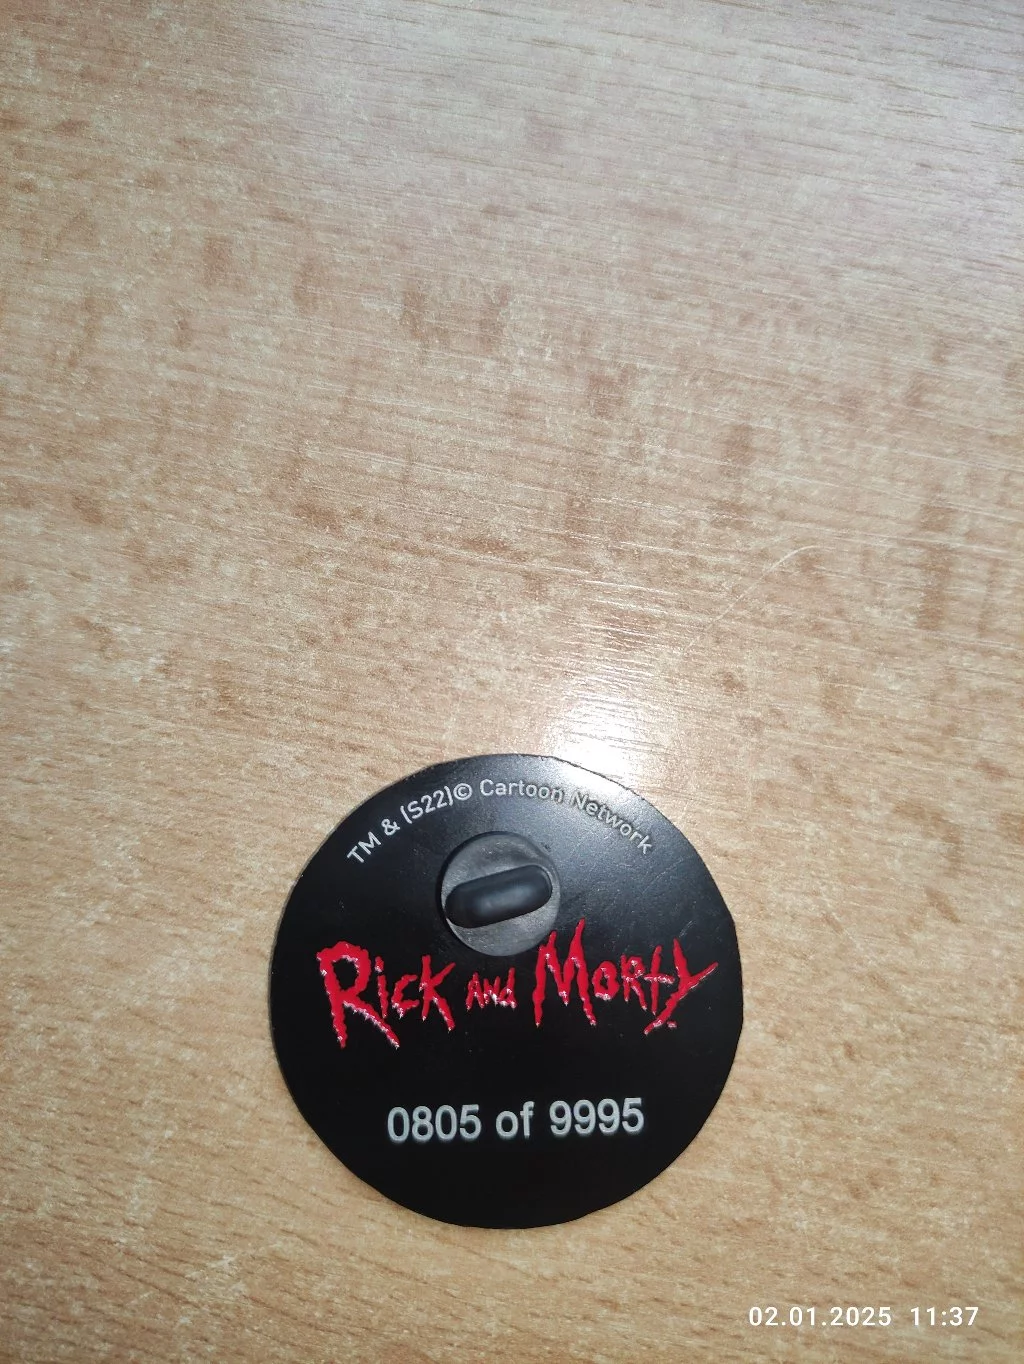 TM & (S22)© Cartoon Network
Rick and Morty
0805 of 9995
02.01.2025 11:37